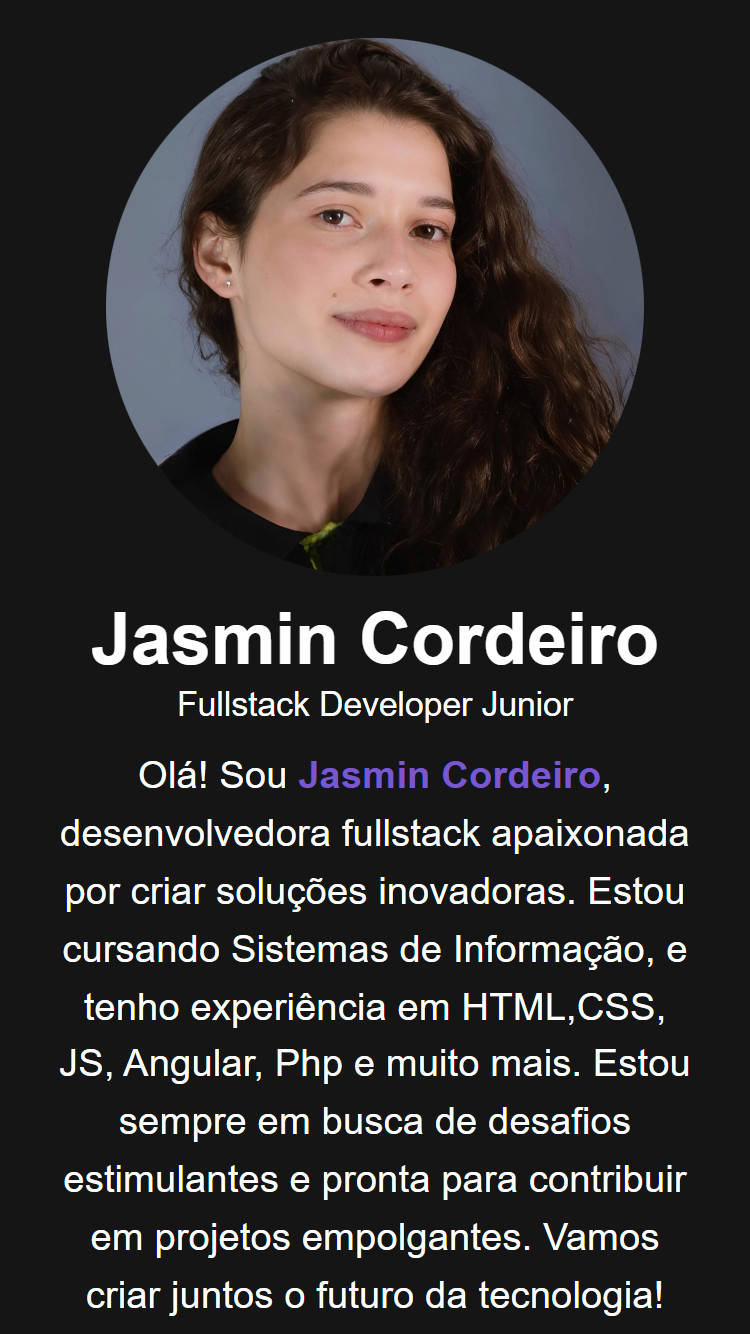 Jasmin Cordeiro
Fullstack Developer Junior
Olá! Sou Jasmin Cordeiro,
desenvolvedora fullstack apaixonada
por criar soluções inovadoras. Estou
cursando Sistemas de Informação, e
tenho experiência em HTML,CSS,
JS, Angular, Php e muito mais. Estou
sempre em busca de desafios
estimulantes e pronta para contribuir
em projetos empolgantes. Vamos
criar juntos o futuro da tecnologia!